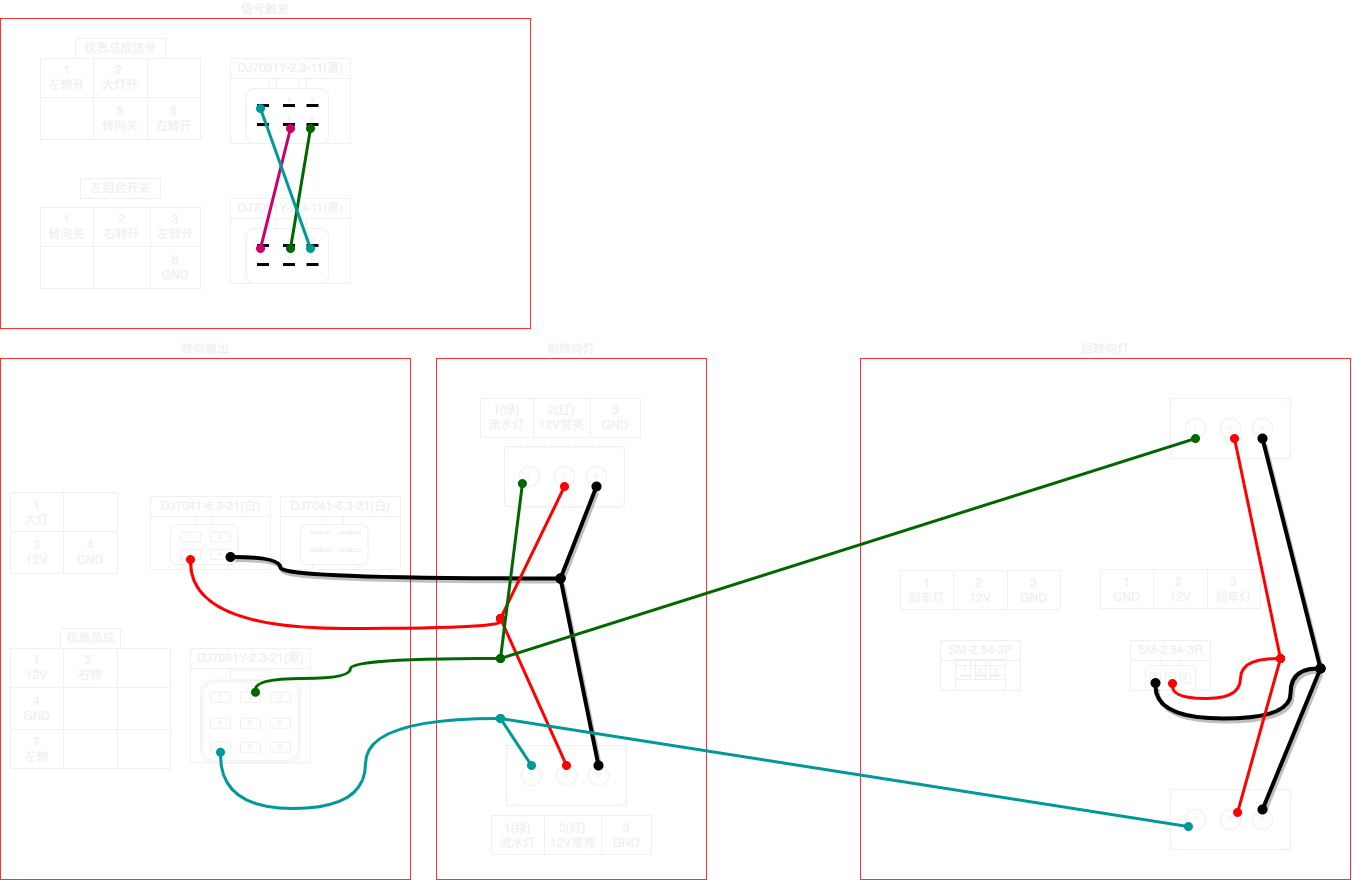 信号触发
仪表总成信号
1
左转开
2
大灯开
5
转向关
6
右转开
DJ7091Y-2.3-11(黑)
左组合开关
1
转向关
2
右转开
3
左转开
GND
转向输出
前转向灯
后转向灯
1(绿)
流水灯
2(红)
12V常亮
3
GND
1
大灯
3
12V
4
GND
DJ7041-6.3-21(白)
DJ7041-6.3-21(白)
仪表总成
1
12V
2
右转
4
GND
7
左转
DJ7091Y-2.3-21(黑)
1
刹车灯
2
12V
3
GND
1
GND
2
12V
3
刹车灯
SM-2.54-3P
SM-2.54-3R
1(绿)
流水灯
2(红)
12V常亮
3
GND